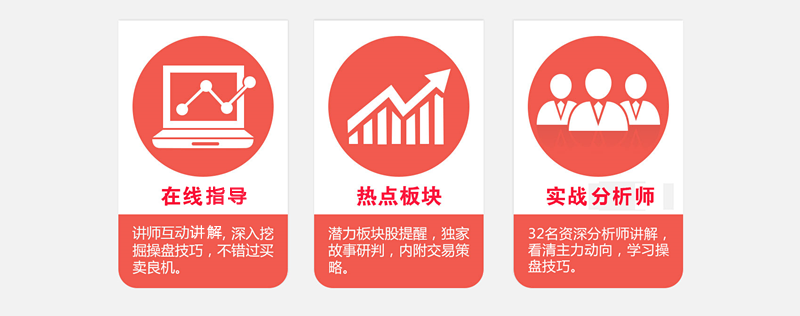 在线指导
讲师互动讲解, 深入挖
掘操盘技巧，不错过买
卖良机。
热点板块
潜力板块股提醒，独家
故事研判，内附交易策
略。
实战分析师
32名资深分析师讲解，
看清主力动向，学习操
盘技巧。